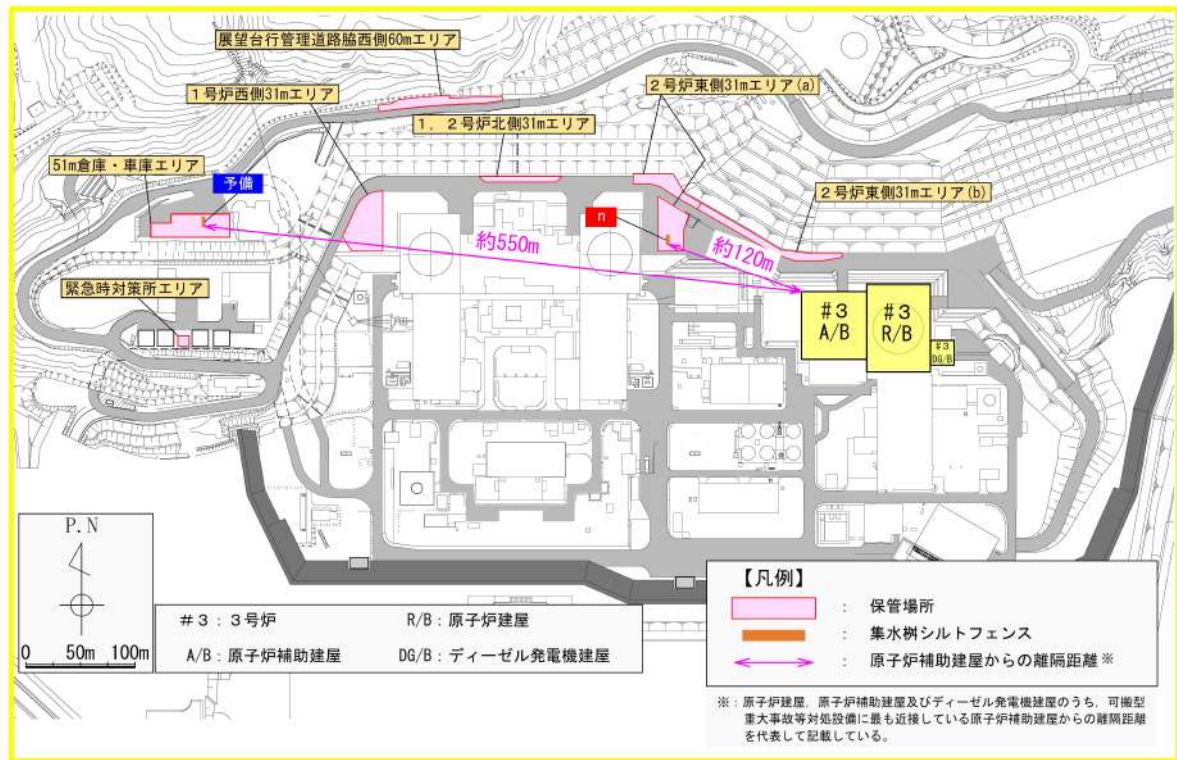 展望台行管理道路脇西側60mエリア
1号炉西側31mエリア
2号炉東側31mエリア(a)
1，2号炉北側31mエリア
51m倉庫・車庫エリア
予備
2号炉東側31mエリア(b)
n
約550m
約120m
緊急時対策所エリア
#3
A/B
#3
R/B
#3
DG/B
P.N
0 50m 100m
#3：3号炉
R/B：原子炉建屋
A/B：原子炉補助建屋
DG/B：ディーゼル発電機建屋
【凡例】
： 保管場所
： 集水桝シルトフェンス
： 原子炉補助建屋からの離隔距離※
※：原子炉建屋，原子炉補助建屋及びディーゼル発電機建屋のうち，可搬型
重大事故等対処設備に最も近接している原子炉補助建屋からの離隔距離
を代表して記載している。